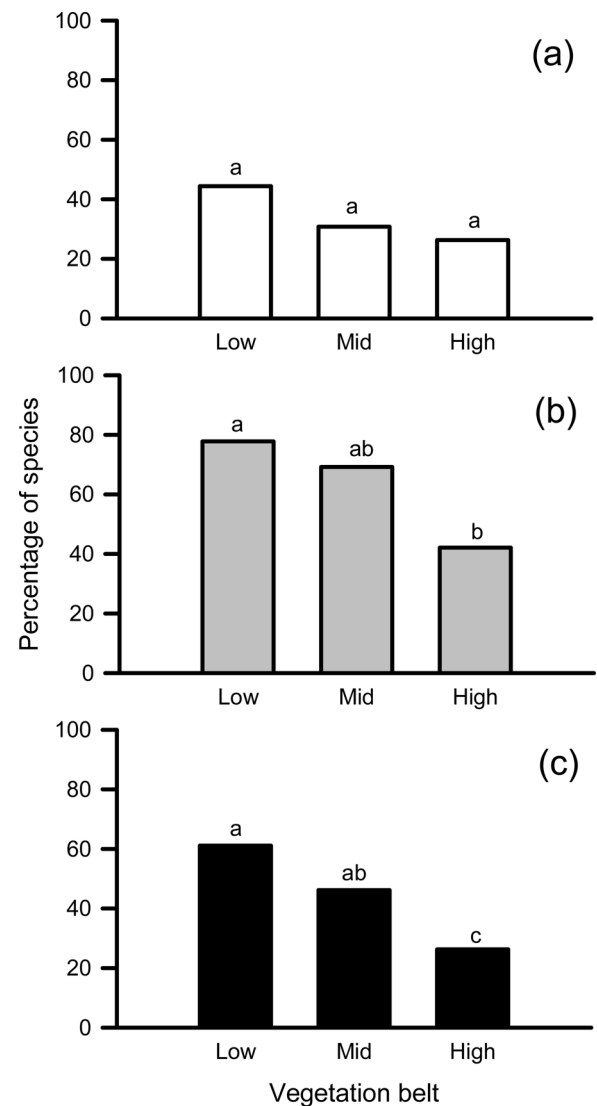 100
(a)
80
60
a
40
a
a
20
0
Low Mid High
100
(b)
80
a
ab
60
b
40
20
0
Low Mid High
Percentage of species
100
(c)
80
60
a
ab
40
c
20
0
Low Mid High
Vegetation belt